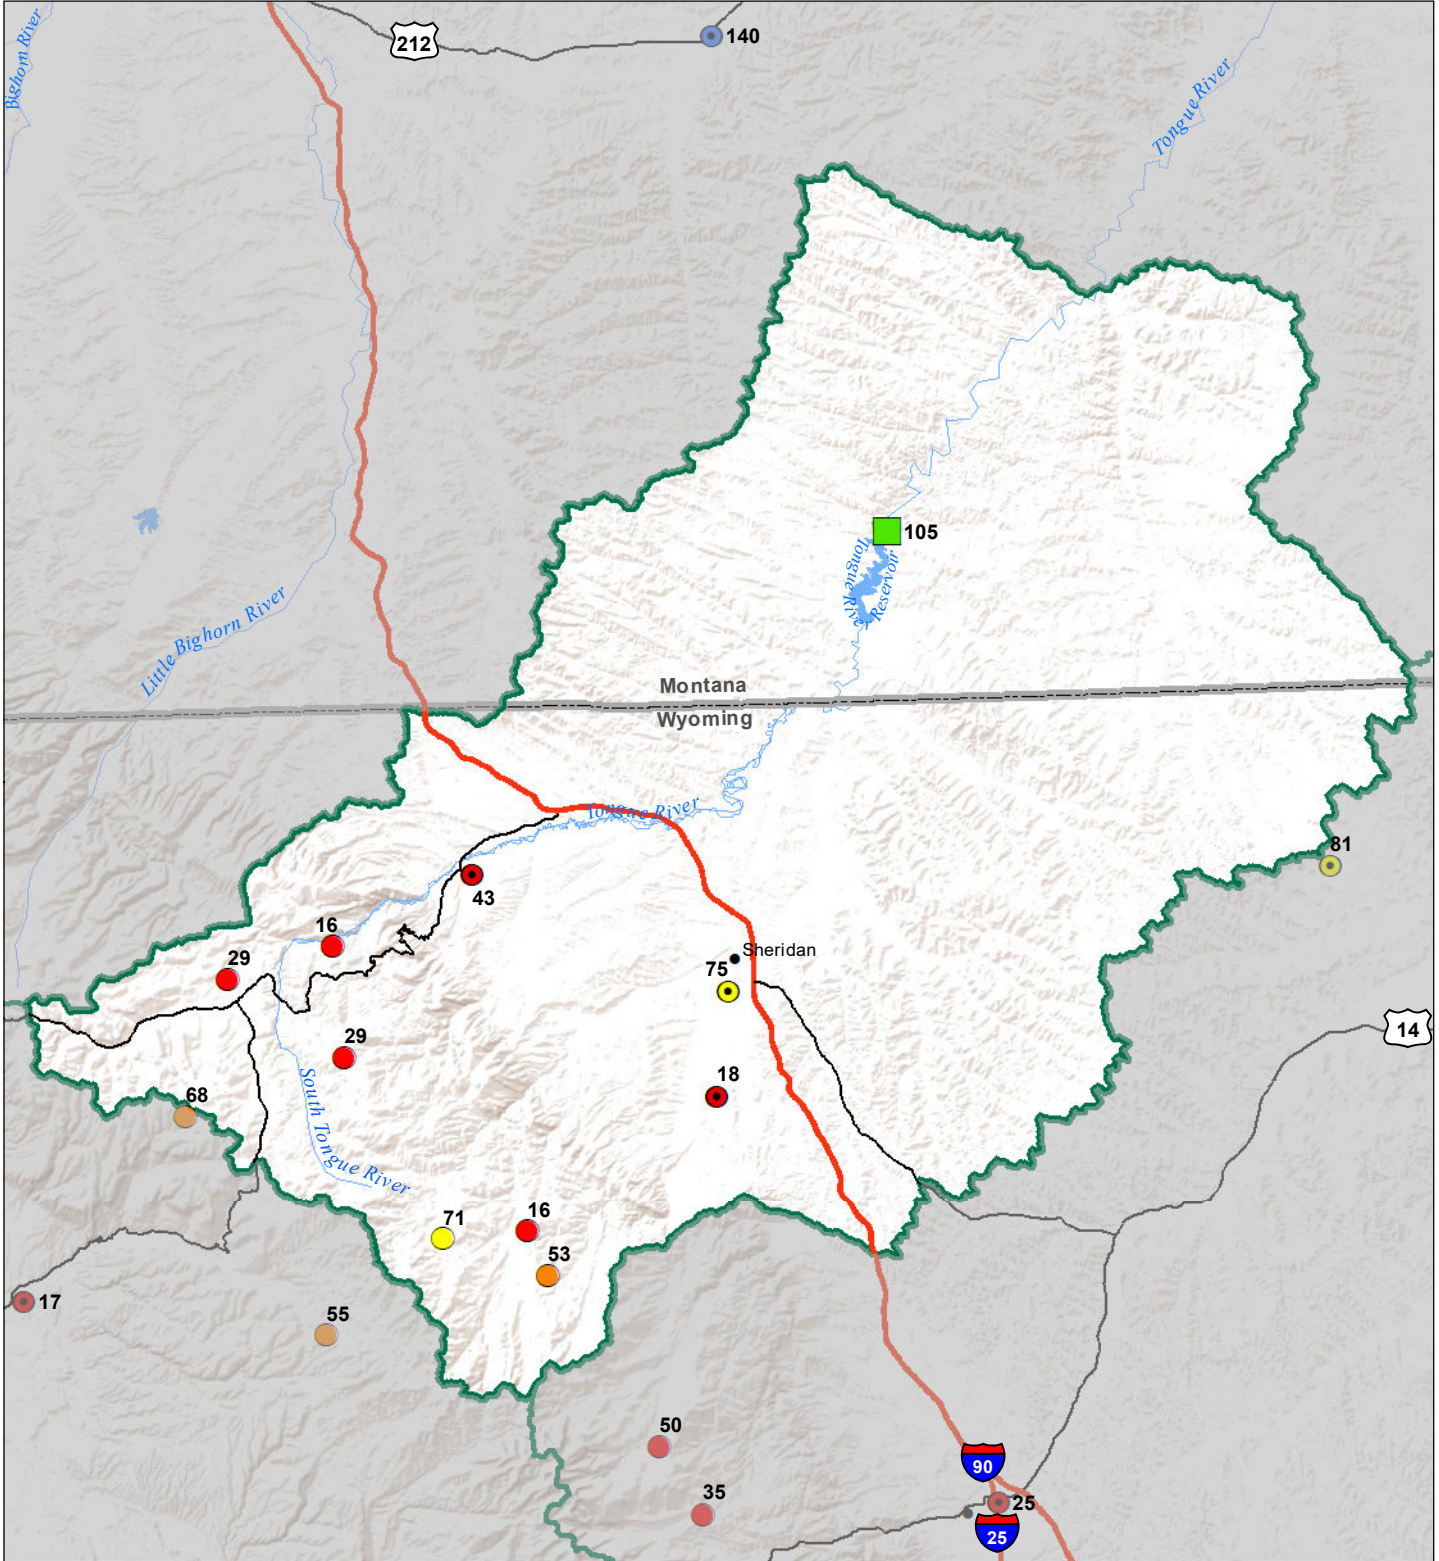 Bighorn River
212
140
Tongue River
105
Tongue River
Reservoir
Little Bighorn River
Montana
Wyoming
Tongue River
81
43
16
Sheridan
29
75
14
29
18
68
South Tongue River
71
16
53
17
55
50
90
35
25
25